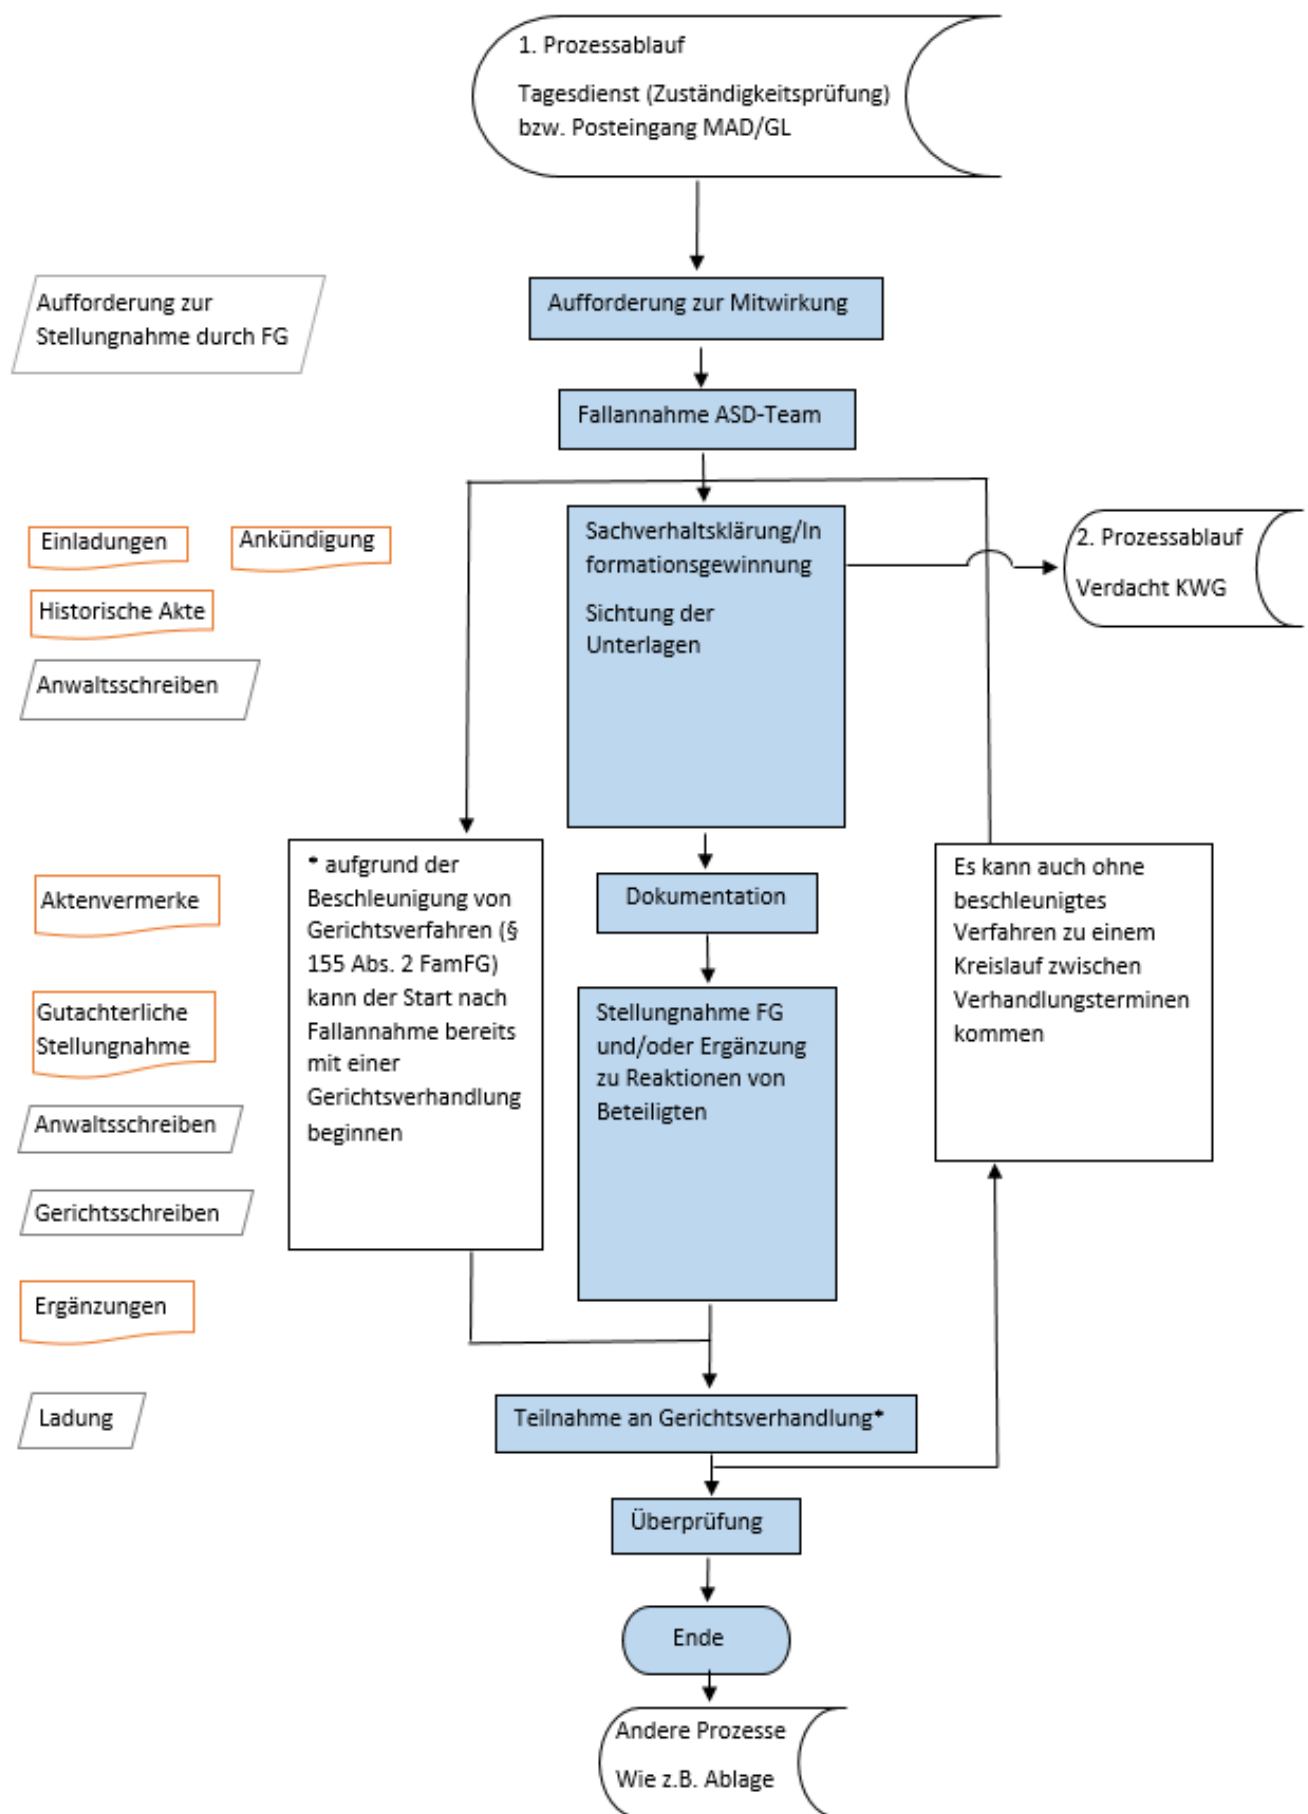 1. Prozessablauf
Tagesdienst (Zuständigkeitsprüfung)
bzw. Posteingang MAD/GL
Aufforderung zur
Stellungnahme durch FG
Aufforderung zur Mitwirkung
Fallannahme ASD-Team
Einladungen
Ankündigung
Historische Akte
Anwaltsschreiben
Sachverhaltsklärung/In
formationsgewinnung
Sichtung der
Unterlagen
2. Prozessablauf
Verdacht KWG
* aufgrund der
Beschleunigung von
Gerichtsverfahren (§
155 Abs. 2 FamFG)
kann der Start nach
Fallannahme bereits
mit einer
Gerichtsverhandlung
beginnen
Dokumentation
Es kann auch ohne
beschleunigtes
Verfahren zu einem
Kreislauf zwischen
Verhandlungsterminen
kommen
Aktenvermerke
Gutachterliche
Stellungnahme
Anwaltsschreiben
Gerichtsschreiben
Ergänzungen
Stellungnahme FG
und/oder Ergänzung
zu Reaktionen von
Beteiligten
Ladung
Teilnahme an Gerichtsverhandlung*
Überprüfung
Ende
Andere Prozesse
Wie z.B. Ablage